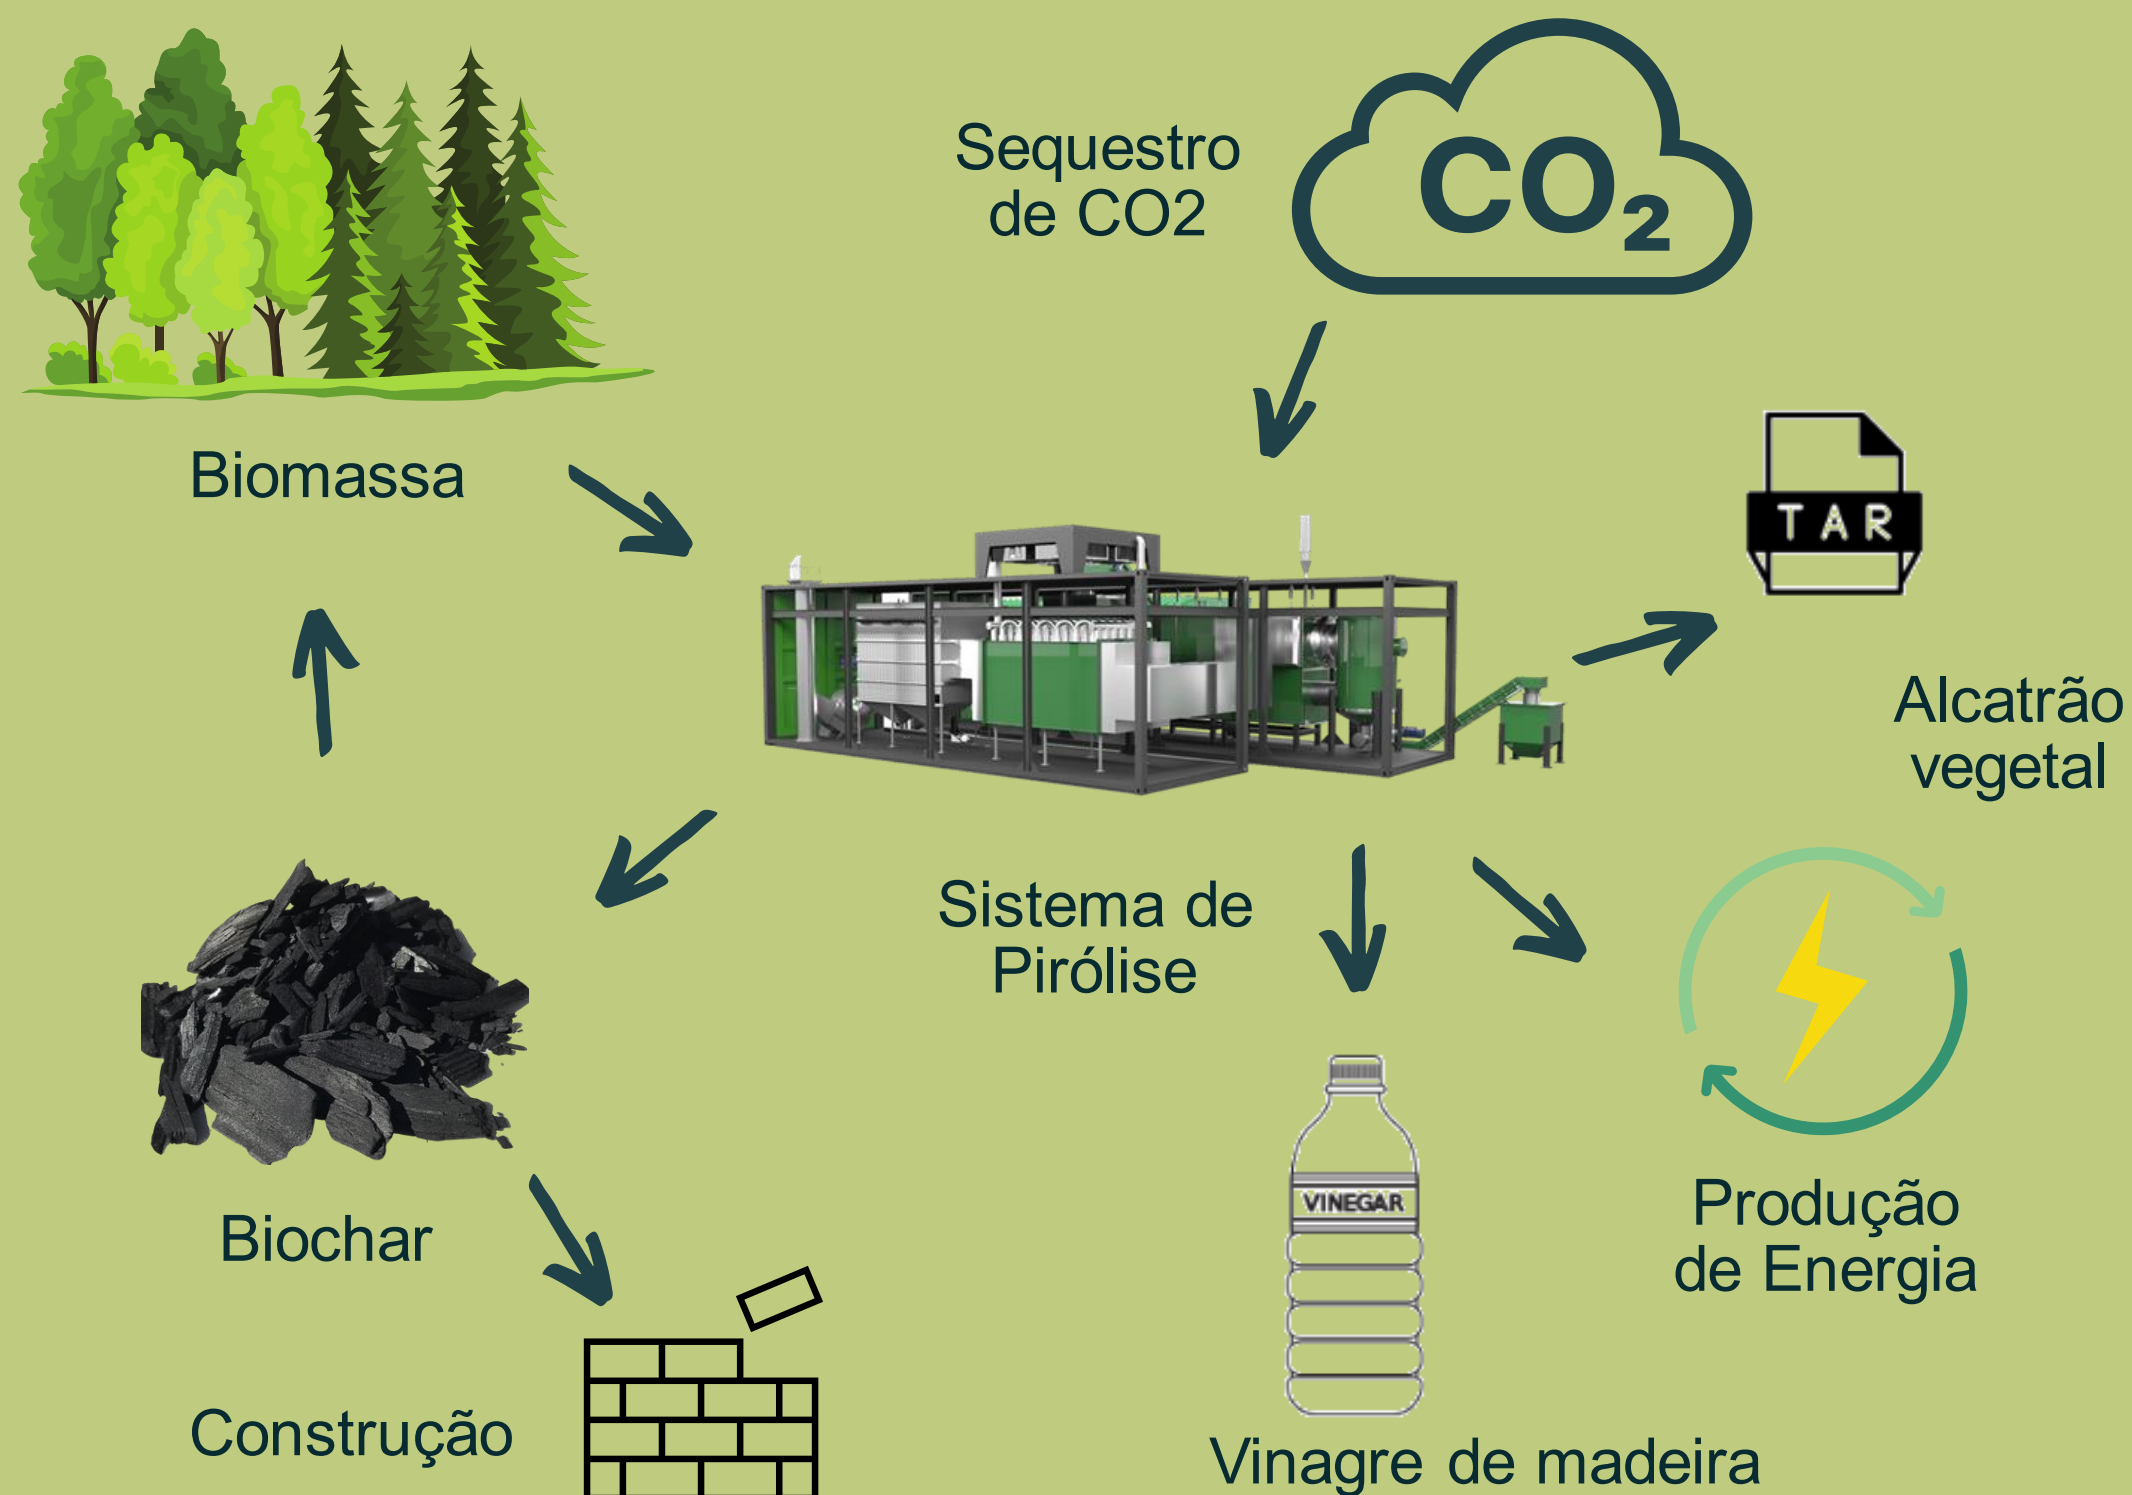 Sequestro
de CO2
CO₂
Biomassa
TAR
Alcatrão
vegetal
Sistema de
Pirólise
Biochar
VINEGAR
Produção
de Energia
Construção
Vinagre de madeira